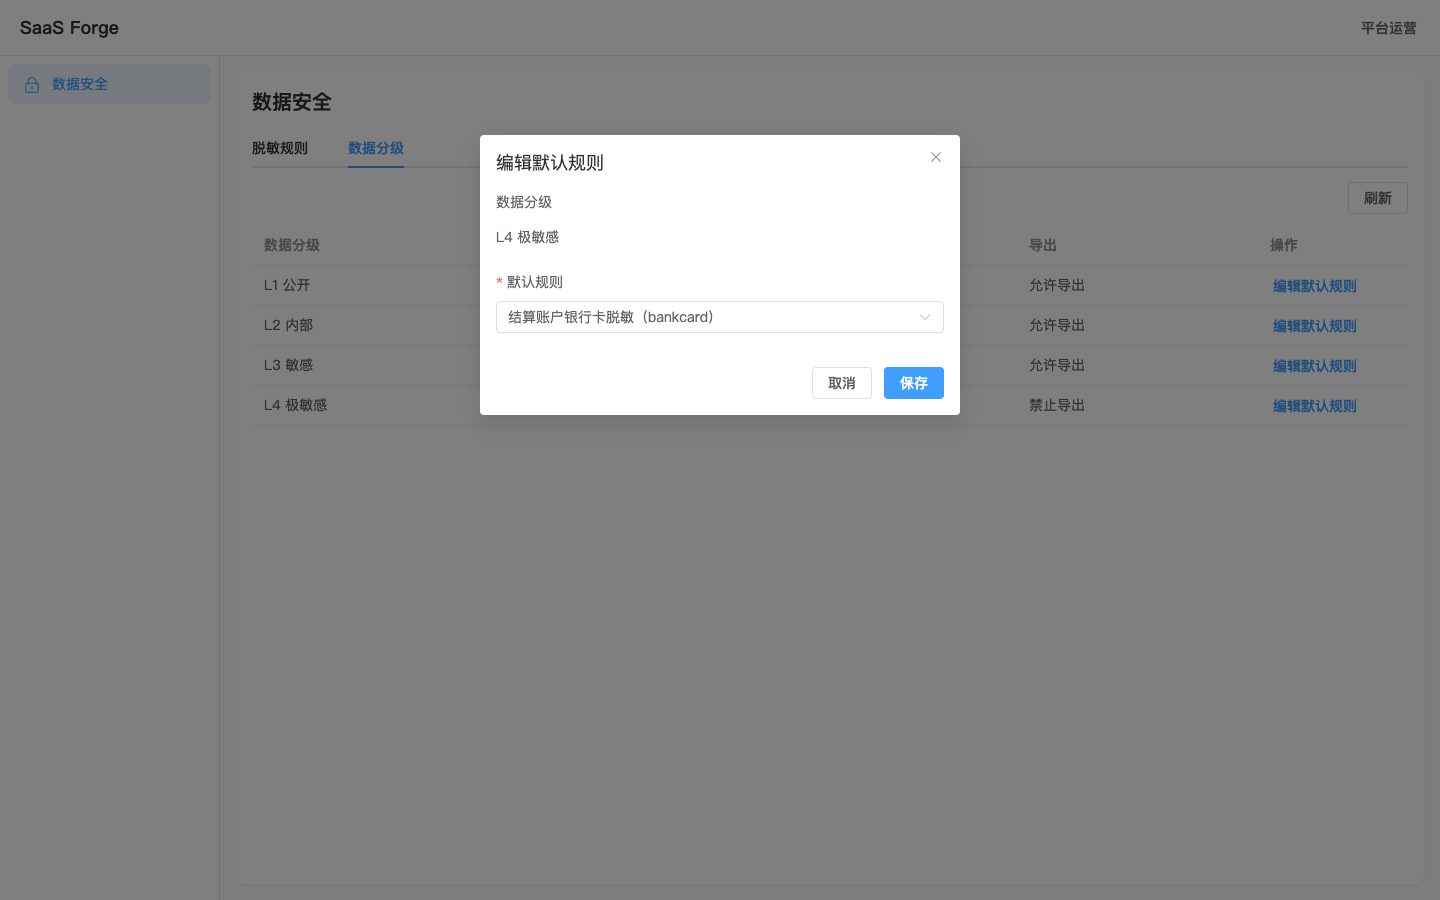 SaaS Forge
平台运营
数据安全
数据安全
脱敏规则 数据分级
刷新
数据分级 导出 操作
L1 公开 允许导出 编辑默认规则
L2 内部 允许导出 编辑默认规则
L3 敏感 允许导出 编辑默认规则
L4 极敏感 禁止导出 编辑默认规则
编辑默认规则
数据分级
L4 极敏感
* 默认规则
结算账户银行卡脱敏（bankcard）
取消 保存